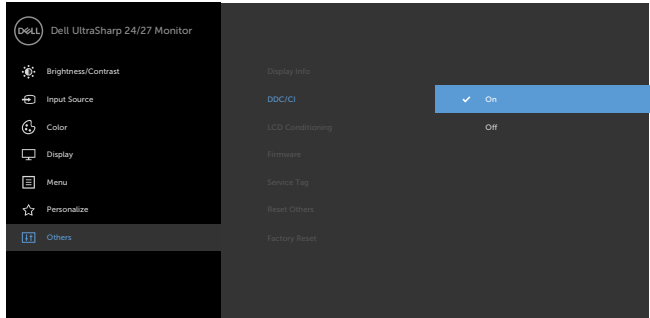 DELL Dell UltraSharp 24/27 Monitor
Brightness/Contrast
Input Source
Color
Display
Menu
Personalize
Others
Display Info
DDC/CI
LCD Conditioning
Firmware
Service Tag
Reset Others
Factory Reset
On
Off